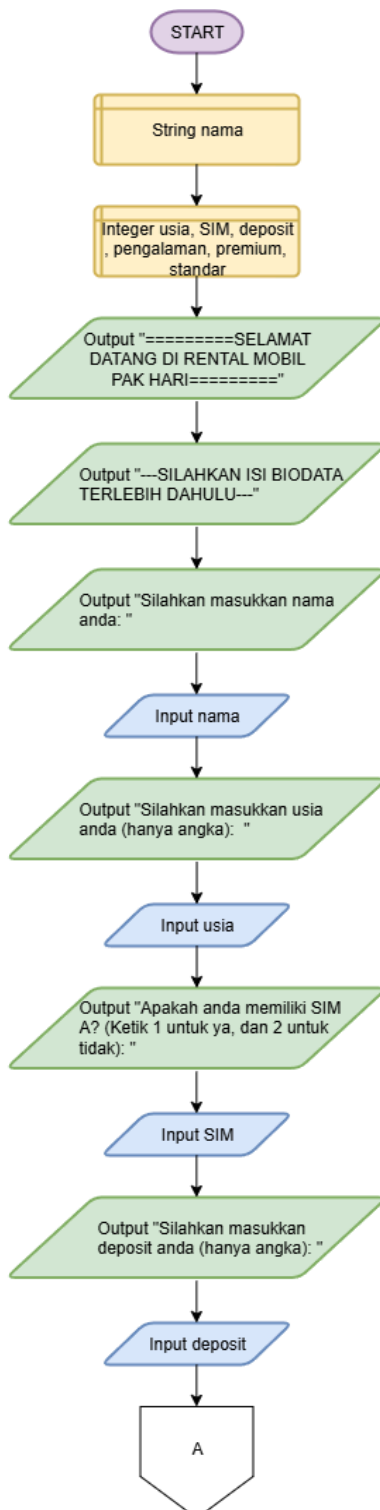 START
String nama
Integer usia, SIM, deposit
, pengalaman, premium,
standar
Output "=========SELAMAT
DATANG DI RENTAL MOBIL
PAK HARI========="
Output "---SILAHKAN ISI BIODATA
TERLEBIH DAHULU---"
Output "Silahkan masukkan nama
anda: "
Input nama
Output "Silahkan masukkan usia
anda (hanya angka):  "
Input usia
Output "Apakah anda memiliki SIM
A? (Ketik 1 untuk ya, dan 2 untuk
tidak): "
Input SIM
Output "Silahkan masukkan
deposit anda (hanya angka): "
Input deposit
A